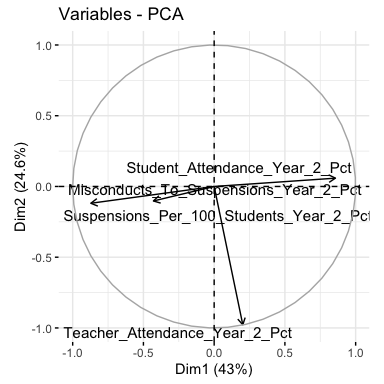 Variables - PCA
1.0
Student_Attendance_Year_2_Pct
0.0
Misconducts_To_Suspensions_Year_2_Pct
Suspensions_Per_100_Students_Year_2_Pct
0.5
-0.5
-1.0
Teacher_Attendance_Year_2_Pct
-1.0
-0.5
0.0
0.5
1.0
Dim1 (43%)
Dim2 (24.6%)